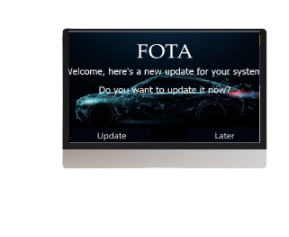 FOTA
Welcome, here's a new update for your system
Do you want to update it now?
Update
Later